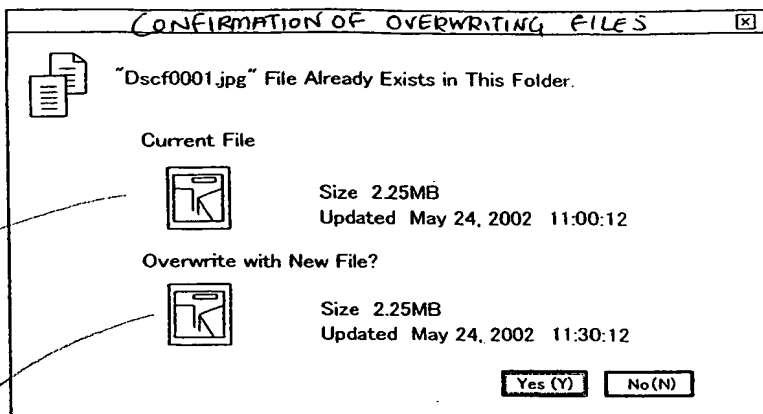 CONFIRMATION OF OVERWRITING FILES
"Dscf0001.jpg" File Already Exists in This Folder.
Current File
Size 2.25MB
Updated May 24, 2002 11:00:12
Overwrite with New File?
Size 2.25MB
Updated May 24, 2002 11:30:12
Yes (Y) No(N)